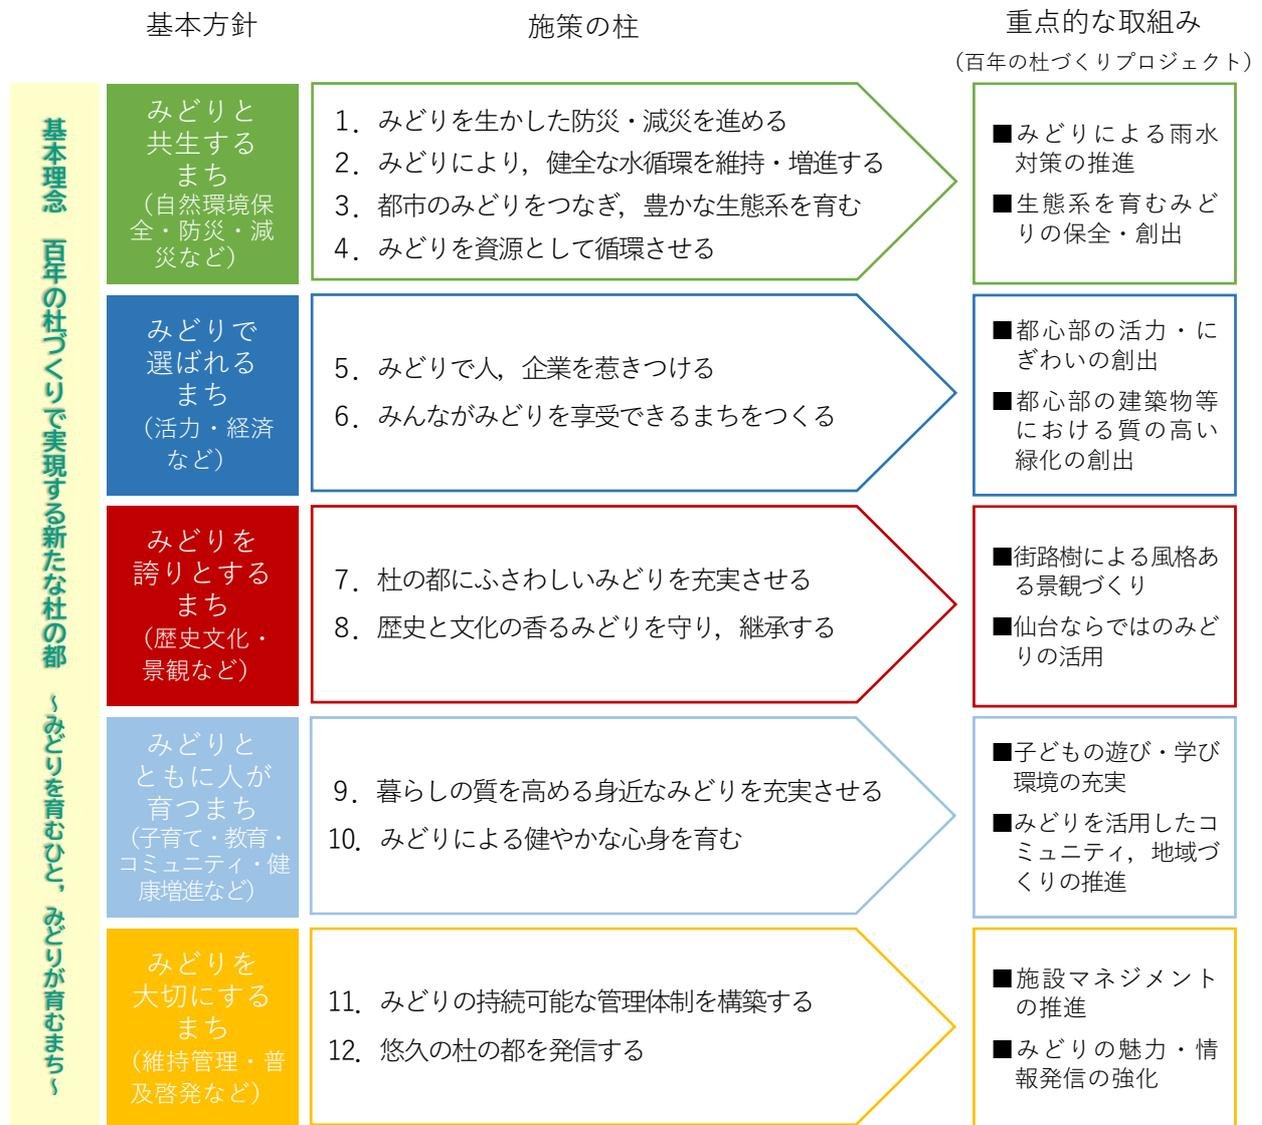 基本方針
施策の柱
重点的な取組み
（百年の杜づくりプロジェクト）
基本理念　百年の杜づくりで実現する新たな杜の都　～みどりを育むひと，みどりが育むまち～
みどりと
共生する
まち
（自然環境保
全・防災・減
災など）
1．みどりを生かした防災・減災を進める
2．みどりにより，健全な水循環を維持・増進する
3．都市のみどりをつなぎ，豊かな生態系を育む
4．みどりを資源として循環させる
■みどりによる雨水
対策の推進
■生態系を育むみど
りの保全・創出
みどりで
選ばれる
まち
（活力・経済
など）
5．みどりで人，企業を惹きつける
6．みんながみどりを享受できるまちをつくる
■都心部の活力・に
ぎわいの創出
■都心部の建築物等
における質の高い
緑化の創出
みどりを
誇りとする
まち
（歴史文化・
景観など）
7．杜の都にふさわしいみどりを充実させる
8．歴史と文化の香るみどりを守り，継承する
■街路樹による風格あ
る景観づくり
■仙台ならではのみど
りの活用
みどりと
ともに人が
育つまち
（子育て・教育・
コミュニティ・健
康増進など）
9．暮らしの質を高める身近なみどりを充実させる
10．みどりによる健やかな心身を育む
■子どもの遊び・学び
環境の充実
■みどりを活用したコ
ミュニティ，地域づ
くりの推進
みどりを
大切にする
まち
（維持管理・普
及啓発など）
11．みどりの持続可能な管理体制を構築する
12．悠久の杜の都を発信する
■施設マネジメント
の推進
■みどりの魅力・情
報発信の強化